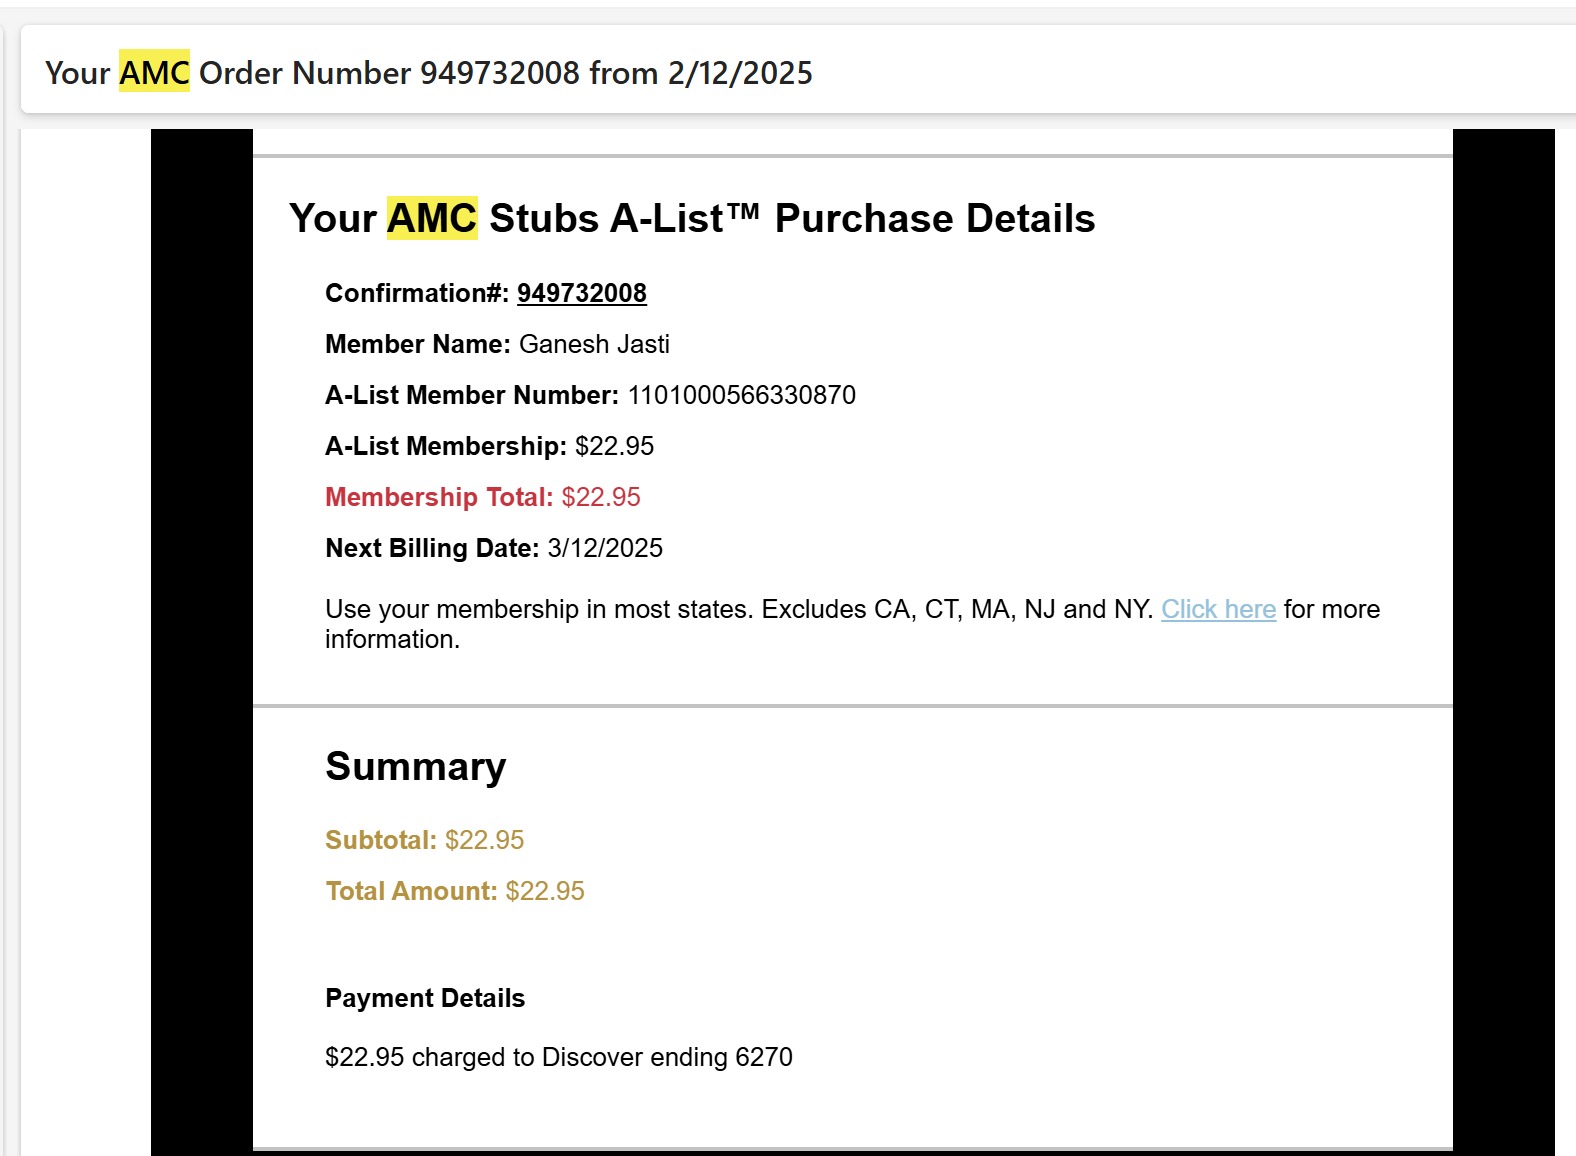 Your AMC Order Number 949732008 from 2/12/2025
Your AMC Stubs A-List™ Purchase Details
Confirmation#: 949732008
Member Name: Ganesh Jasti
A-List Member Number: 1101000566330870
A-List Membership: $22.95
Membership Total: $22.95
Next Billing Date: 3/12/2025
Use your membership in most states. Excludes CA, CT, MA, NJ and NY. Click here for more
information.
Summary
Subtotal: $22.95
Total Amount: $22.95
Payment Details
$22.95 charged to Discover ending 6270